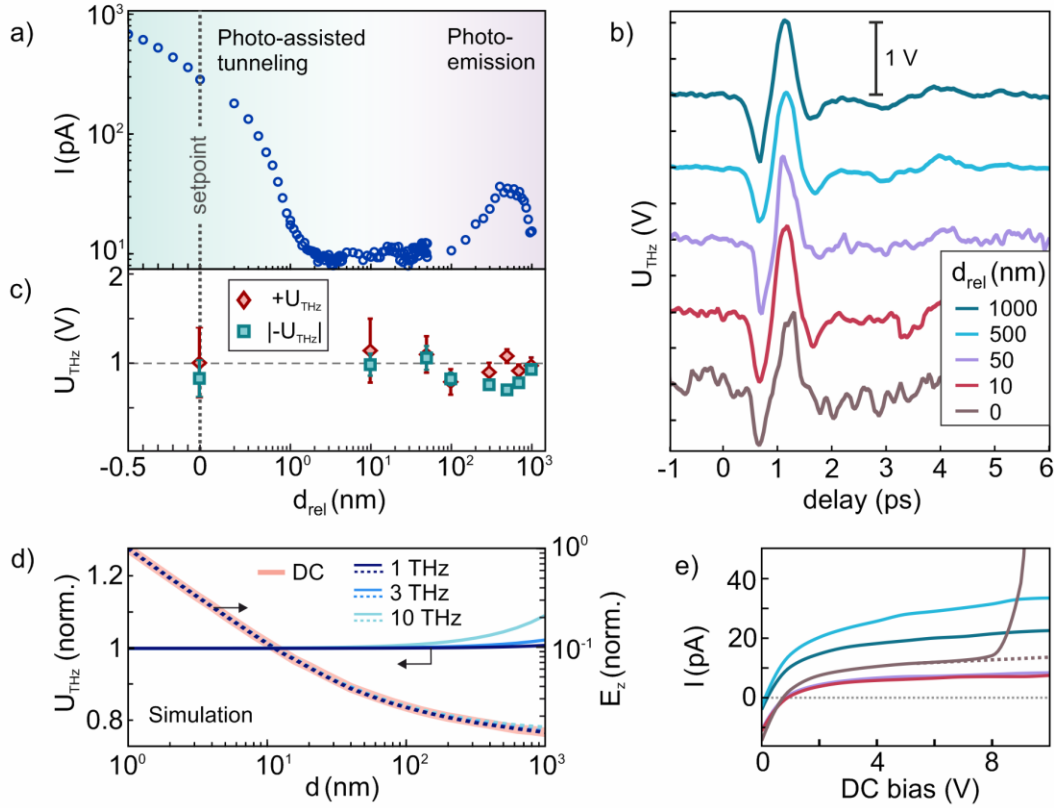 a)
I (pA)
10³
10²
10¹
Photo-assisted
tunneling
Photo-
emission
setpoint
c)
U_THz (V)
2
1
+U_THz
|-U_THz|
-0.5
0
10⁰
10¹
10²
10³
d_rel (nm)
b)
1 V
U_THz (V)
d_rel (nm)
1000
500
50
10
0
-1
0
1
2
3
4
5
6
delay (ps)
d)
U_THz (norm.)
1.2
1
0.8
DC
1 THz
3 THz
10 THz
Simulation
10⁰
10⁻¹
E_z (norm.)
10⁰
10¹
10²
10³
d (nm)
e)
I (pA)
40
20
0
0
4
8
DC bias (V)